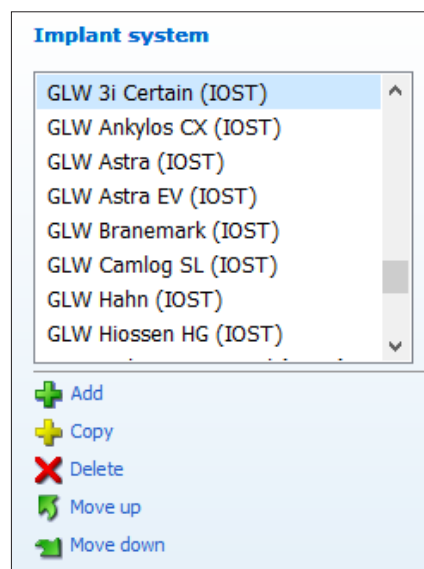 Implant system
GLW 3i Certain (IOST)
GLW Ankylos CX (IOST)
GLW Astra (IOST)
GLW Astra EV (IOST)
GLW Branemark (IOST)
GLW Camlog SL (IOST)
GLW Hahn (IOST)
GLW Hiossen HG (IOST)
Add
Copy
Delete
Move up
Move down